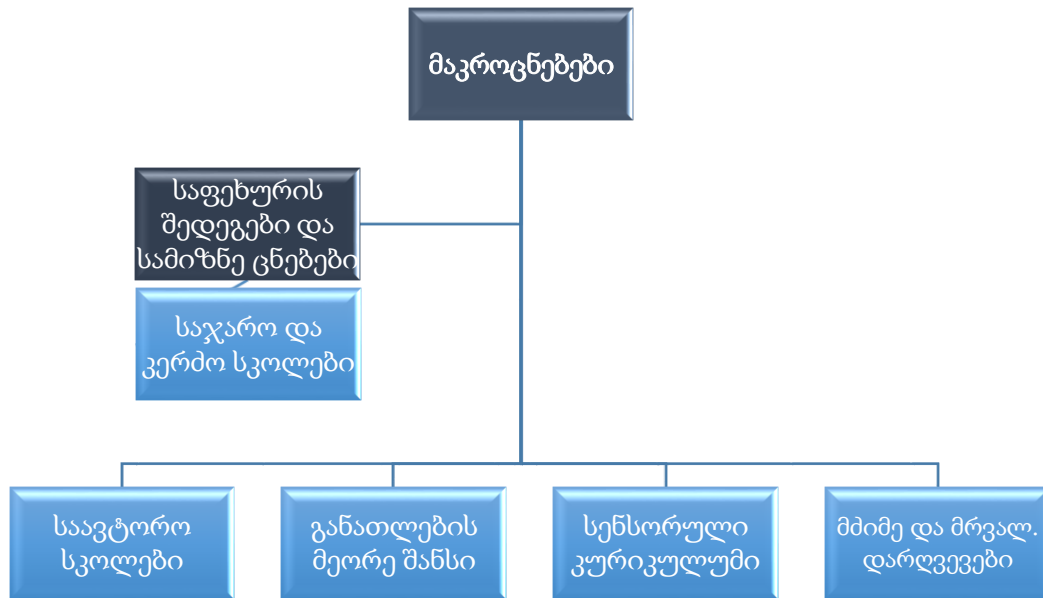 მაკროცნებები
საფეხურის
შედეგები და
სამიზნე ცნებები
საჯარო და
კერძო სკოლები
საავტორო
სკოლები
განათლების
მეორე შანსი
სენსორული
კურიკულუმი
მძიმე და მრვალ.
დარღვევები